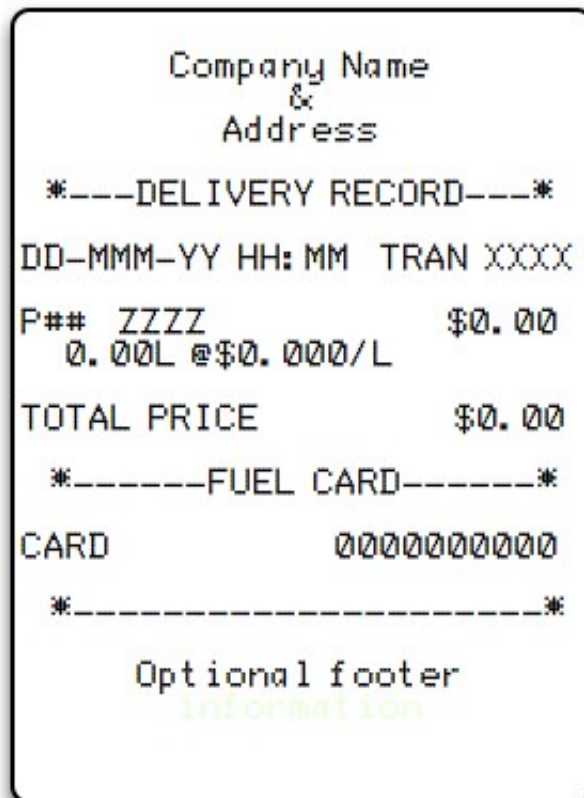 Company Name
&
Address
*---DELIVERY RECORD---*
DD-MMM-YY HH:MM TRAN XXXX
P## ZZZZ $0.00
0.00L @$0.000/L
TOTAL PRICE $0.00
*------FUEL CARD------*
CARD 0000000000
*---------------------*
Optional footer
information